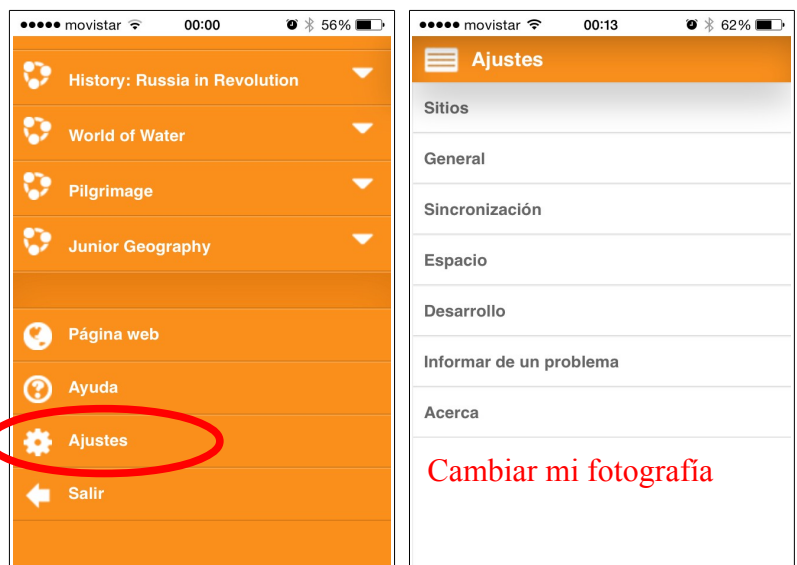 movistar 00:00 56%
History: Russia in Revolution
World of Water
Pilgrimage
Junior Geography
Página web
Ayuda
Ajustes
Salir
movistar 00:13 62%
Ajustes
Sitios
General
Sincronización
Espacio
Desarrollo
Informar de un problema
Acerca
Cambiar mi fotografía